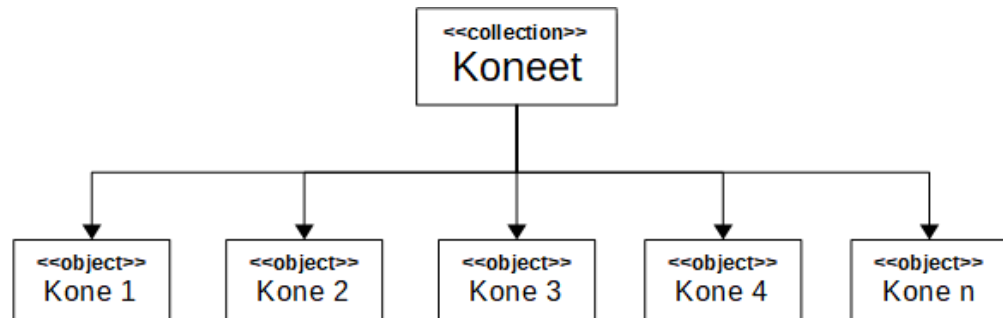 <<collection>>
Koneet
<<object>>
Kone 1
<<object>>
Kone 2
<<object>>
Kone 3
<<object>>
Kone 4
<<object>>
Kone n